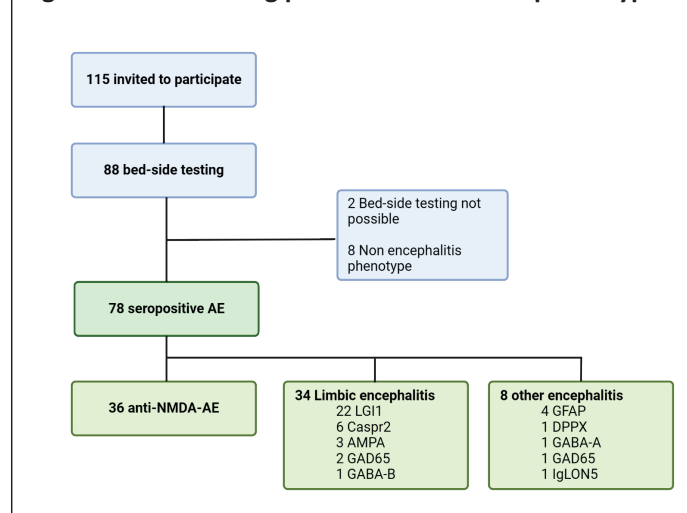 115 invited to participate
88 bed-side testing
2 Bed-side testing not
possible
8 Non encephalitis
phenotype
78 seropositive AE
36 anti-NMDA-AE
34 Limbic encephalitis
22 LGI1
6 Caspr2
3 AMPA
2 GAD65
1 GABA-B
8 other encephalitis
4 GFAP
1 DPPX
1 GABA-A
1 GAD65
1 IgLON5